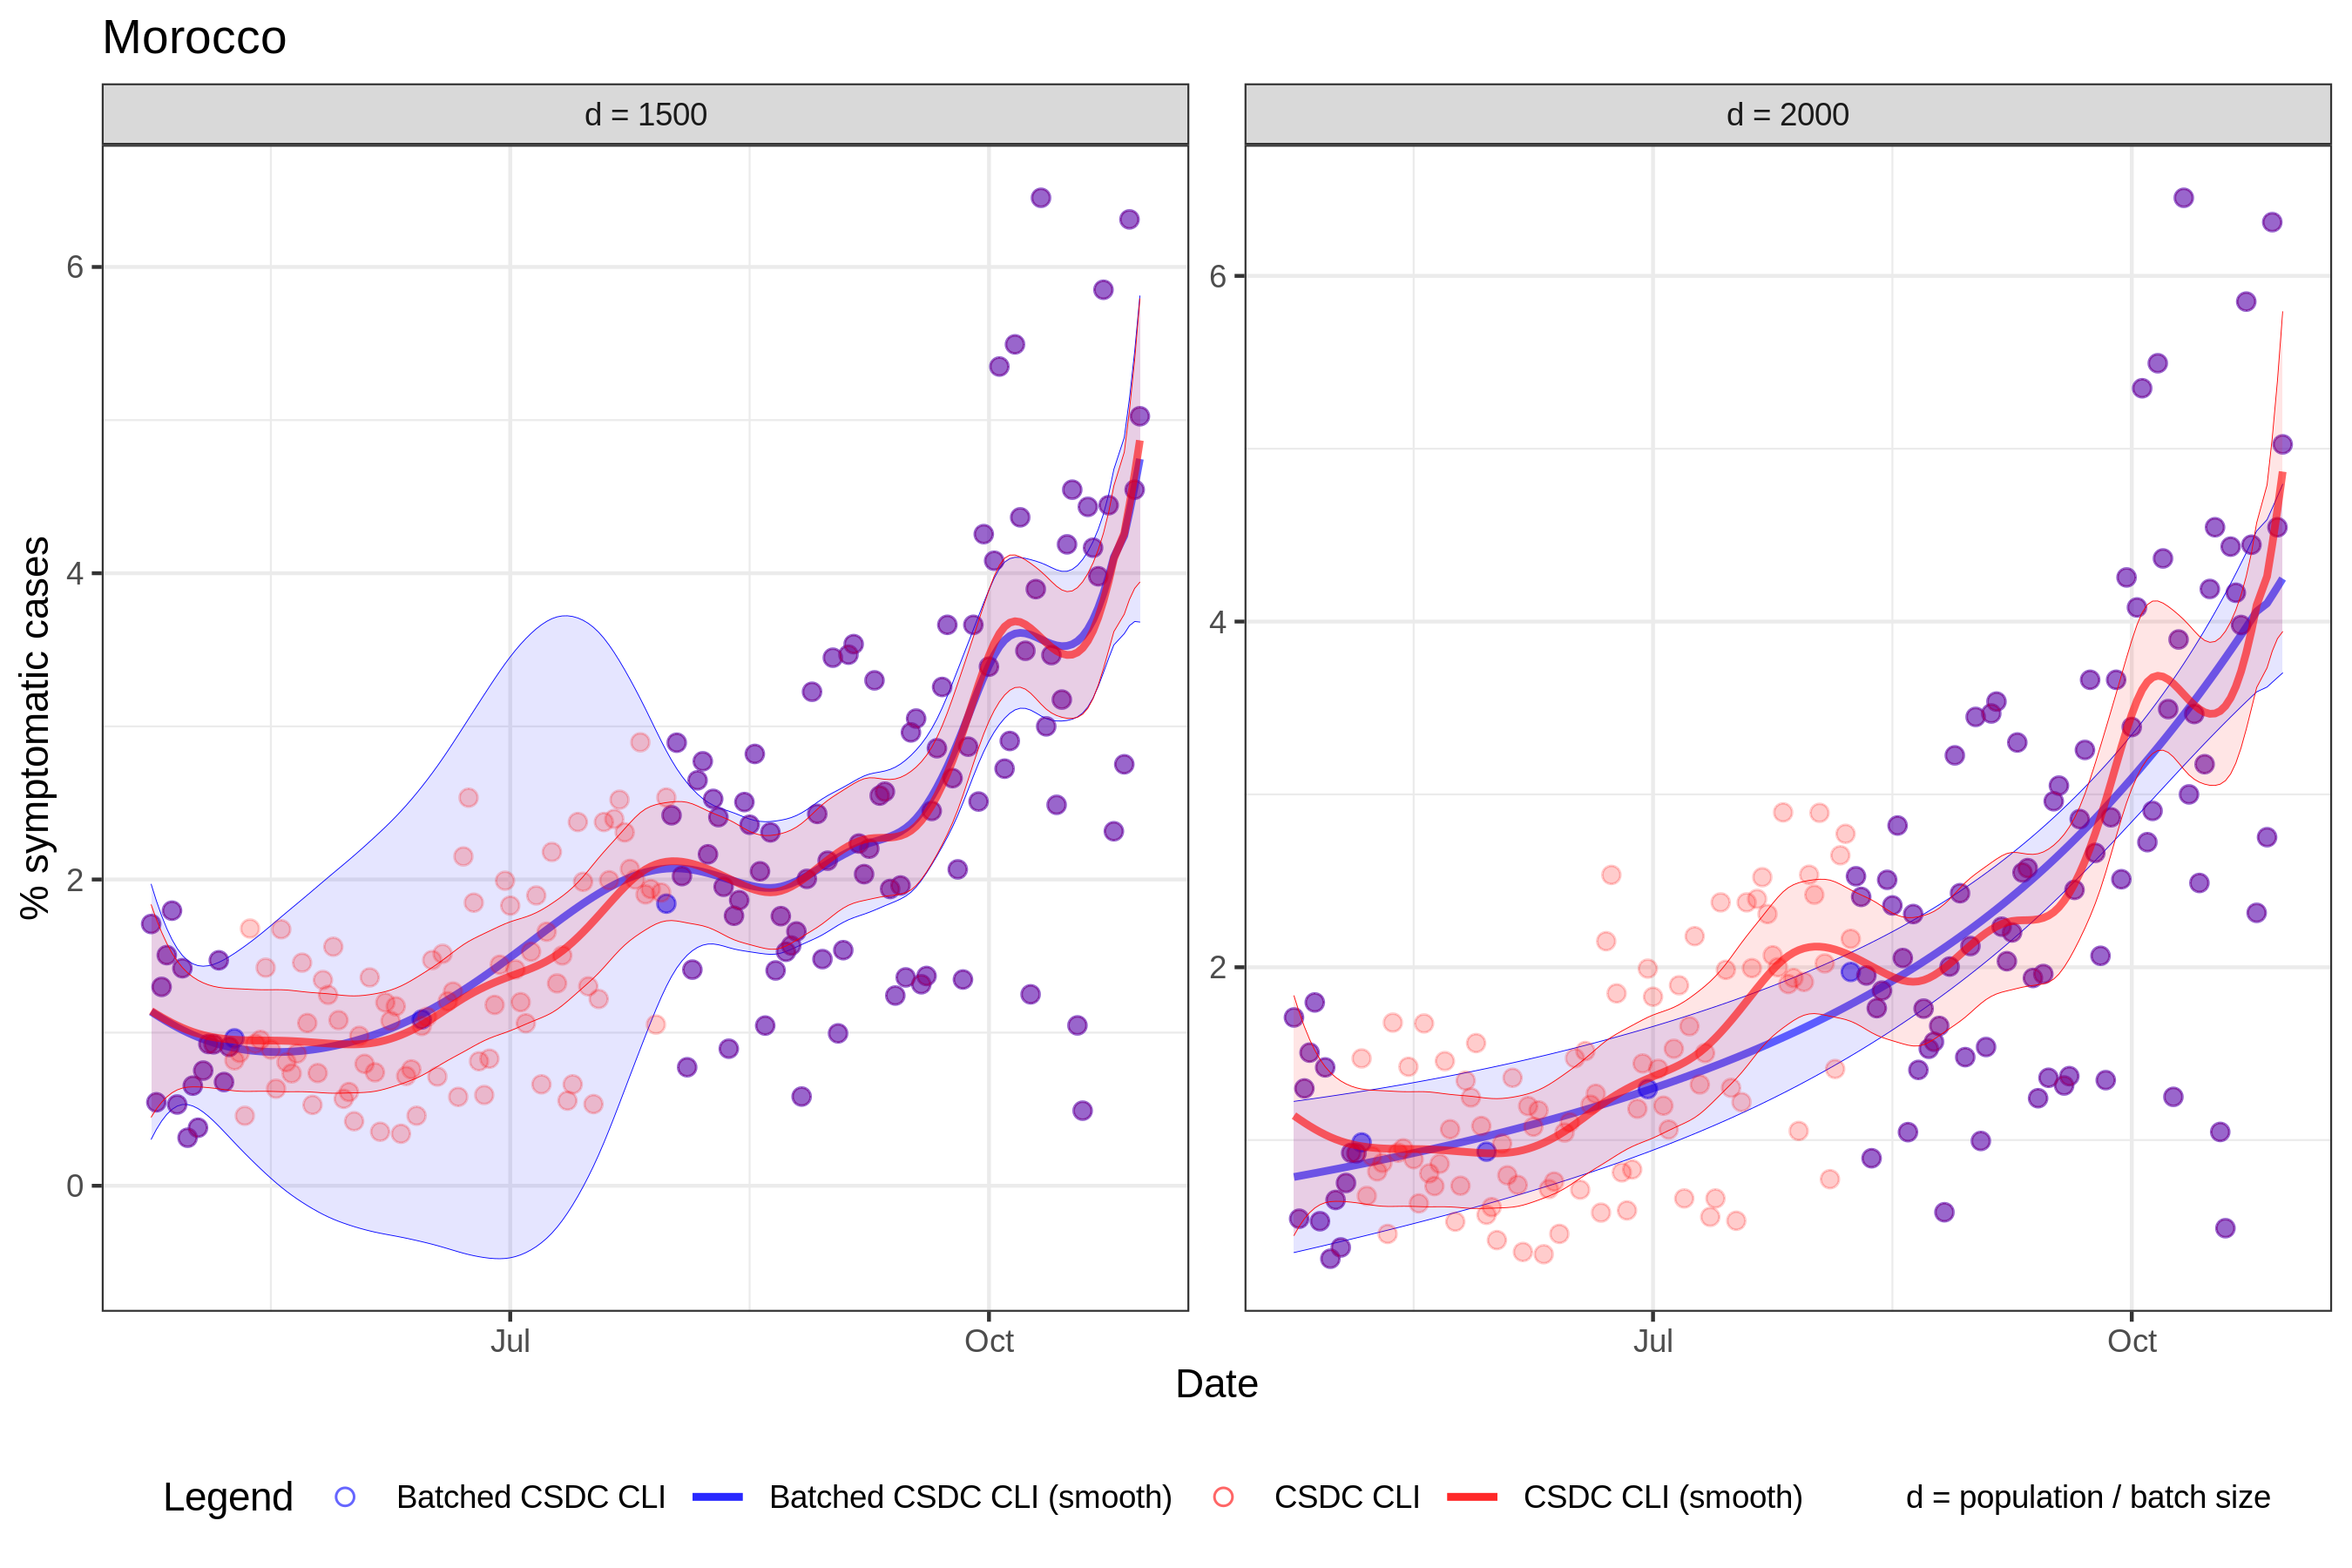 Morocco
d = 1500
d = 2000
% symptomatic cases
6
4
2
0
6
4
2
Jul
Oct
Jul
Oct
Date
Legend
Batched CSDC CLI
Batched CSDC CLI (smooth)
CSDC CLI
CSDC CLI (smooth)
d = population / batch size